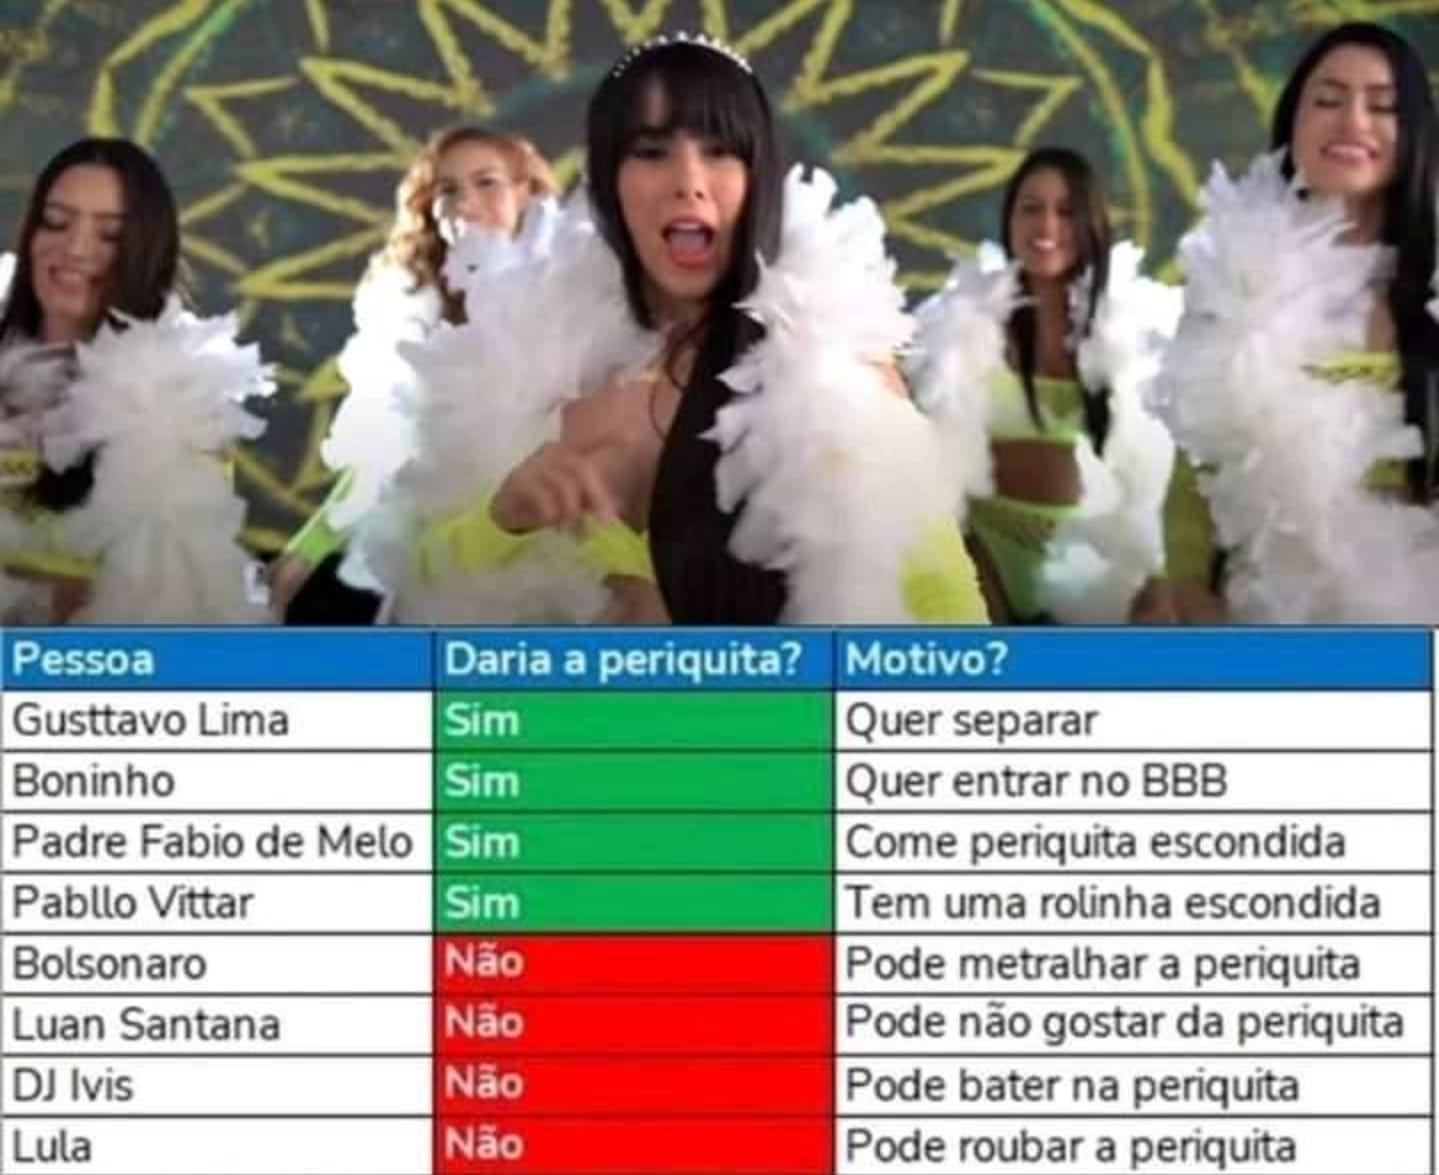 Pessoa Daria a periquita? Motivo?
Gusttavo Lima Sim Quer separar
Boninho Sim Quer entrar no BBB
Padre Fabio de Melo Sim Come periquita escondida
Pabllo Vittar Sim Tem uma rolinha escondida
Bolsonaro Não Pode metralhar a periquita
Luan Santana Não Pode não gostar da periquita
DJ Ivis Não Pode bater na periquita
Lula Não Pode roubar a periquita